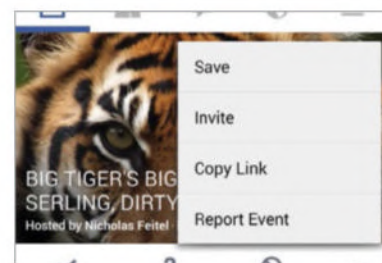 Save
Invite
Copy Link
Report Event
BIG TIGER'S BIG
SERLING, DIRTY
Hosted by Nicholas Feitel